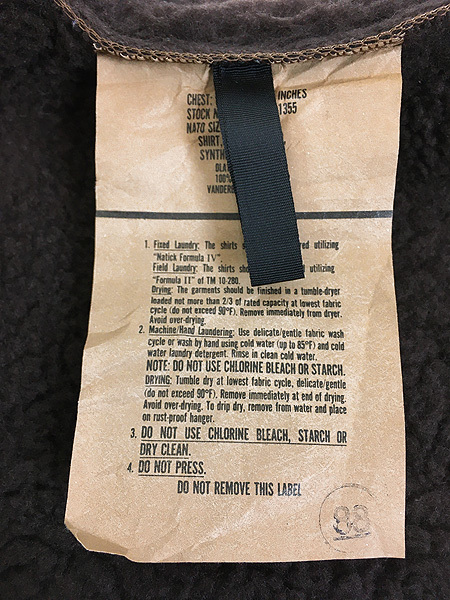 CHEST: INCHES
STOCK 1355
NATO SIZ
SHIRT,
SYNTH
100%
VANDERS
1. Fixed Laundry: The shirts s red utilizing
"Natick Formula IV".
Field Laundry: The shirts sho utilizing
"Formula II" of TM 10-280.
Drying: The garments should be finished in a tumble-dryer
loaded not more than 2/3 of rated capacity at lowest fabric
cycle (do not exceed 90°F). Remove immediately from dryer.
Avoid over-drying.
2. Machine/Hand Laundering: Use delicate/gentle fabric wash
cycle or wash by hand using cold water (up to 85°F) and cold
water laundry detergent. Rinse in clean cold water.
NOTE: DO NOT USE CHLORINE BLEACH OR STARCH.
DRYING: Tumble dry at lowest fabric cycle, delicate/gentle
(do not exceed 90°F). Remove immediately at end of drying.
Avoid over-drying. To drip dry, remove from water and place
on rust-proof hanger.
3. DO NOT USE CHLORINE BLEACH, STARCH OR
DRY CLEAN.
4. DO NOT PRESS.
DO NOT REMOVE THIS LABEL
88